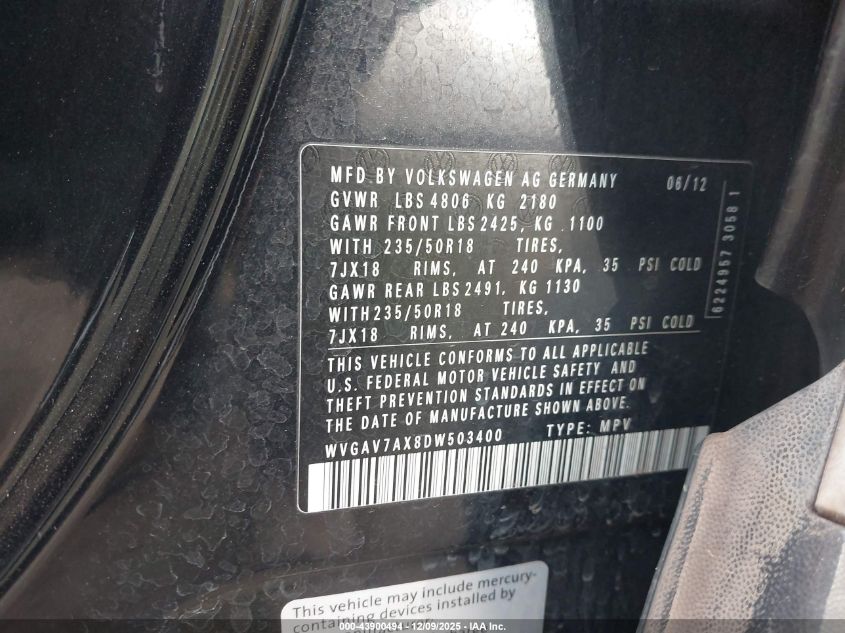 MFD BY VOLKSWAGEN AG GERMANY 06/12
GVWR LBS 4806 KG 2180
GAWR FRONT LBS 2425, KG 1100
WITH 235/50R18 TIRES,
7JX18 RIMS, AT 240 KPA, 35 PSI COLD
GAWR REAR LBS 2491, KG 1130
WITH 235/50R18 TIRES,
7JX18 RIMS, AT 240 KPA, 35 PSI COLD
THIS VEHICLE CONFORMS TO ALL APPLICABLE
U.S. FEDERAL MOTOR VEHICLE SAFETY AND
THEFT PREVENTION STANDARDS IN EFFECT ON
THE DATE OF MANUFACTURE SHOWN ABOVE.
WVGAV7AX8DW503400 TYPE: MPV
6224957 3058 1
This vehicle may include mercury-
containing devices installed by
000-43900494 - 12/09/2025 - Copyright © IAA, LLC